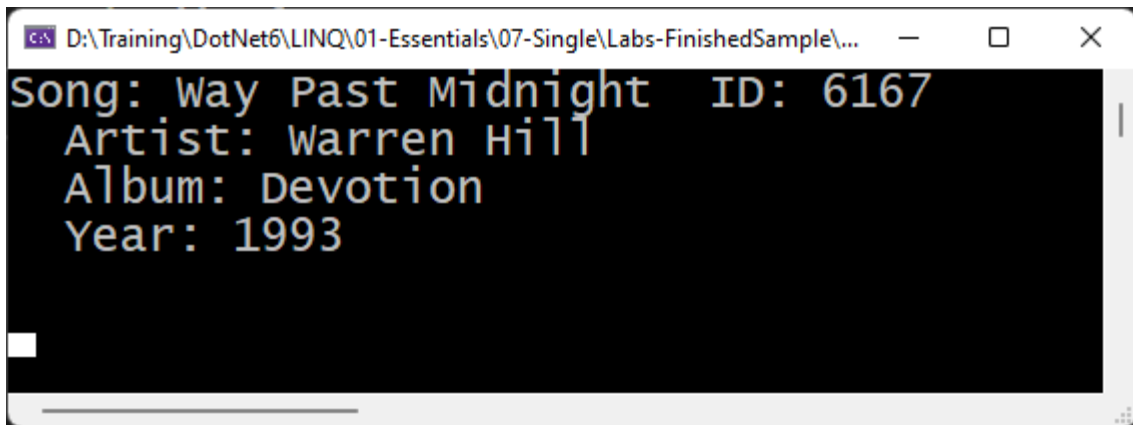 D:\Training\DotNet6\LINQ\01-Essentials\07-Single\Labs-FinishedSample\...
Song: Way Past Midnight  ID: 6167
  Artist: Warren Hill
  Album: Devotion
  Year: 1993